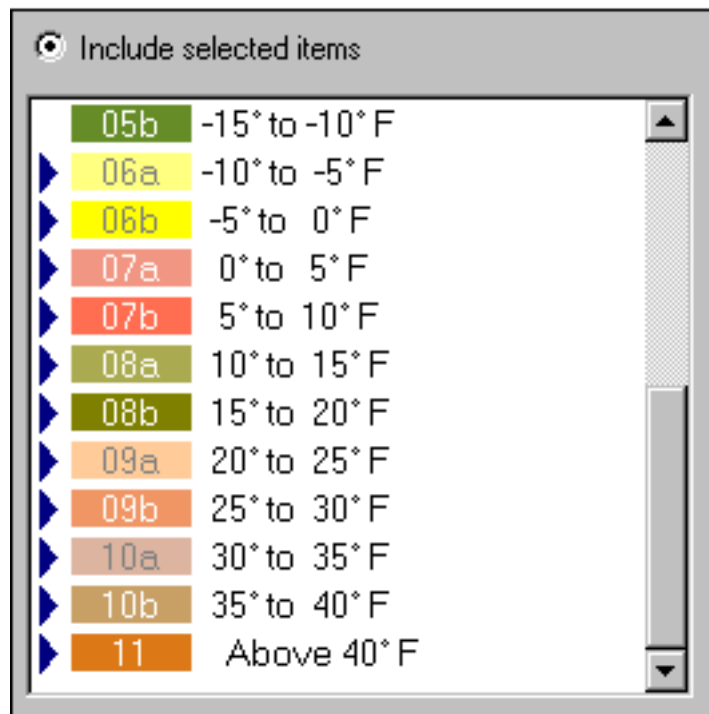 Include selected items
05b -15° to -10° F
06a -10° to -5° F
06b -5° to 0° F
07a 0° to 5° F
07b 5° to 10° F
08a 10° to 15° F
08b 15° to 20° F
09a 20° to 25° F
09b 25° to 30° F
10a 30° to 35° F
10b 35° to 40° F
11 Above 40° F